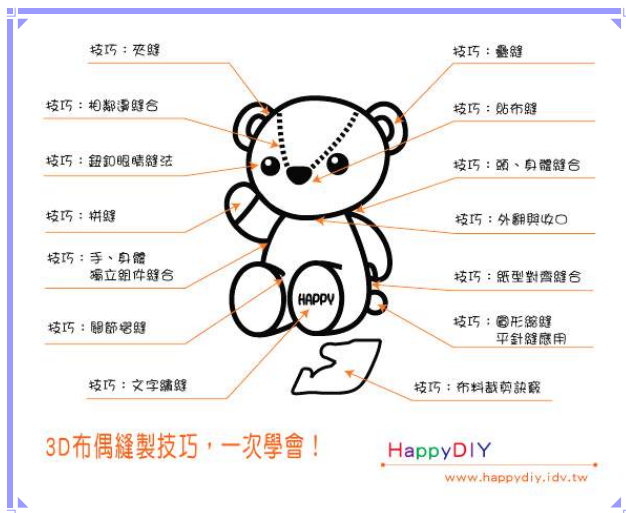 技巧：夾縫
技巧：疊縫
技巧：相鄰邊縫合
技巧：貼布縫
技巧：鈕釦眼睛縫法
技巧：頭、身體縫合
技巧：拼縫
技巧：外翻與收口
技巧：手、身體
獨立組件縫合
技巧：紙型對齊縫合
技巧：關節褶縫
技巧：圓形縮縫
平針縫應用
HAPPY
技巧：文字繡縫
技巧：布料裁剪訣竅
3D布偶縫製技巧，一次學會！
HappyDIY
www.happydiy.idv.tw